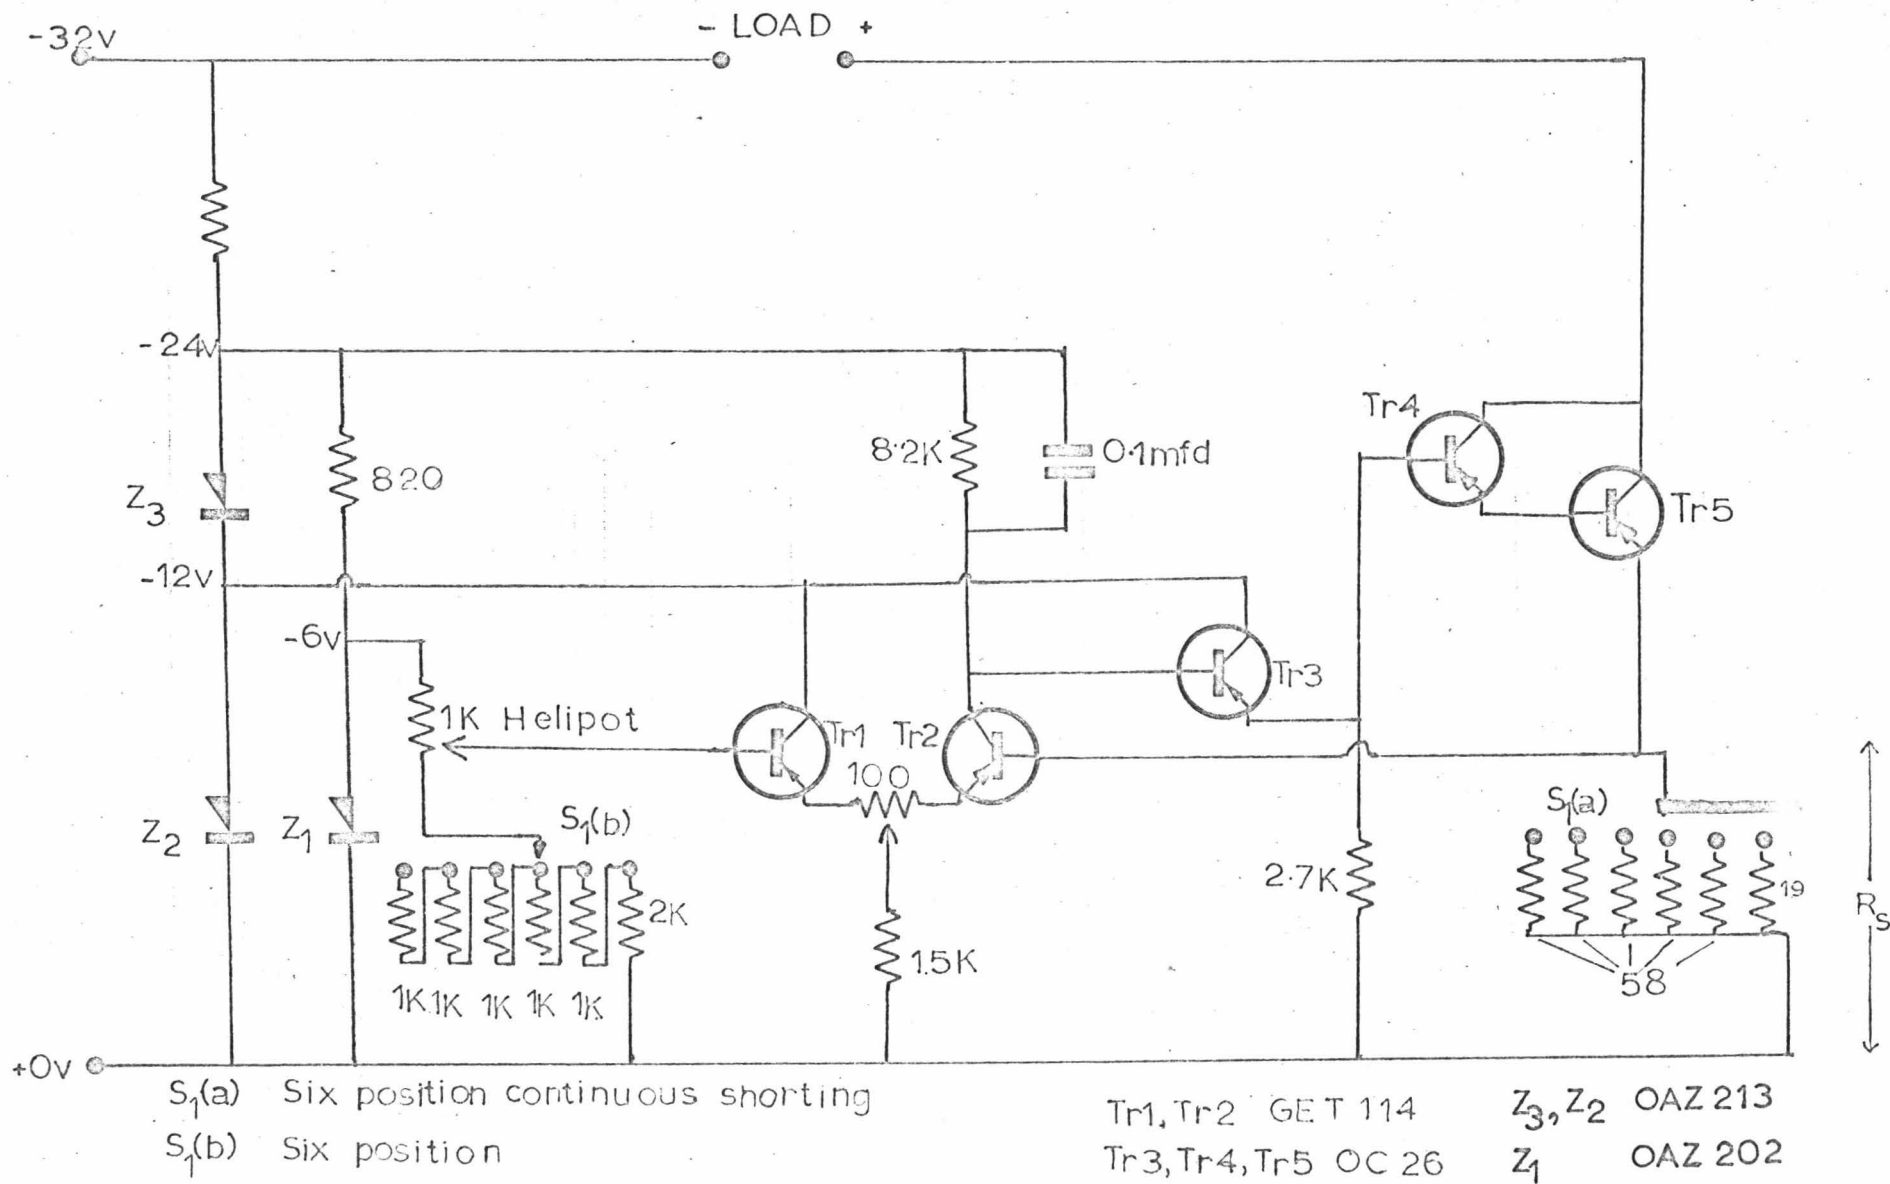 - LOAD +
-32v
-24v
Tr4
8·2K
0·1mfd
820
Z3
Tr5
-12v
-6v
Tr3
1K Helipot
Tr1
Tr2
100
S1(b)
S1(a)
Z2
Z1
2.7K
19
2K
RS
1.5K
58
1K 1K 1K 1K 1K
+0v
S1(a) Six position continuous shorting
S1(b) Six position
Tr1, Tr2 GET 114
Tr3, Tr4, Tr5 OC 26
Z3, Z2 OAZ 213
Z1 OAZ 202